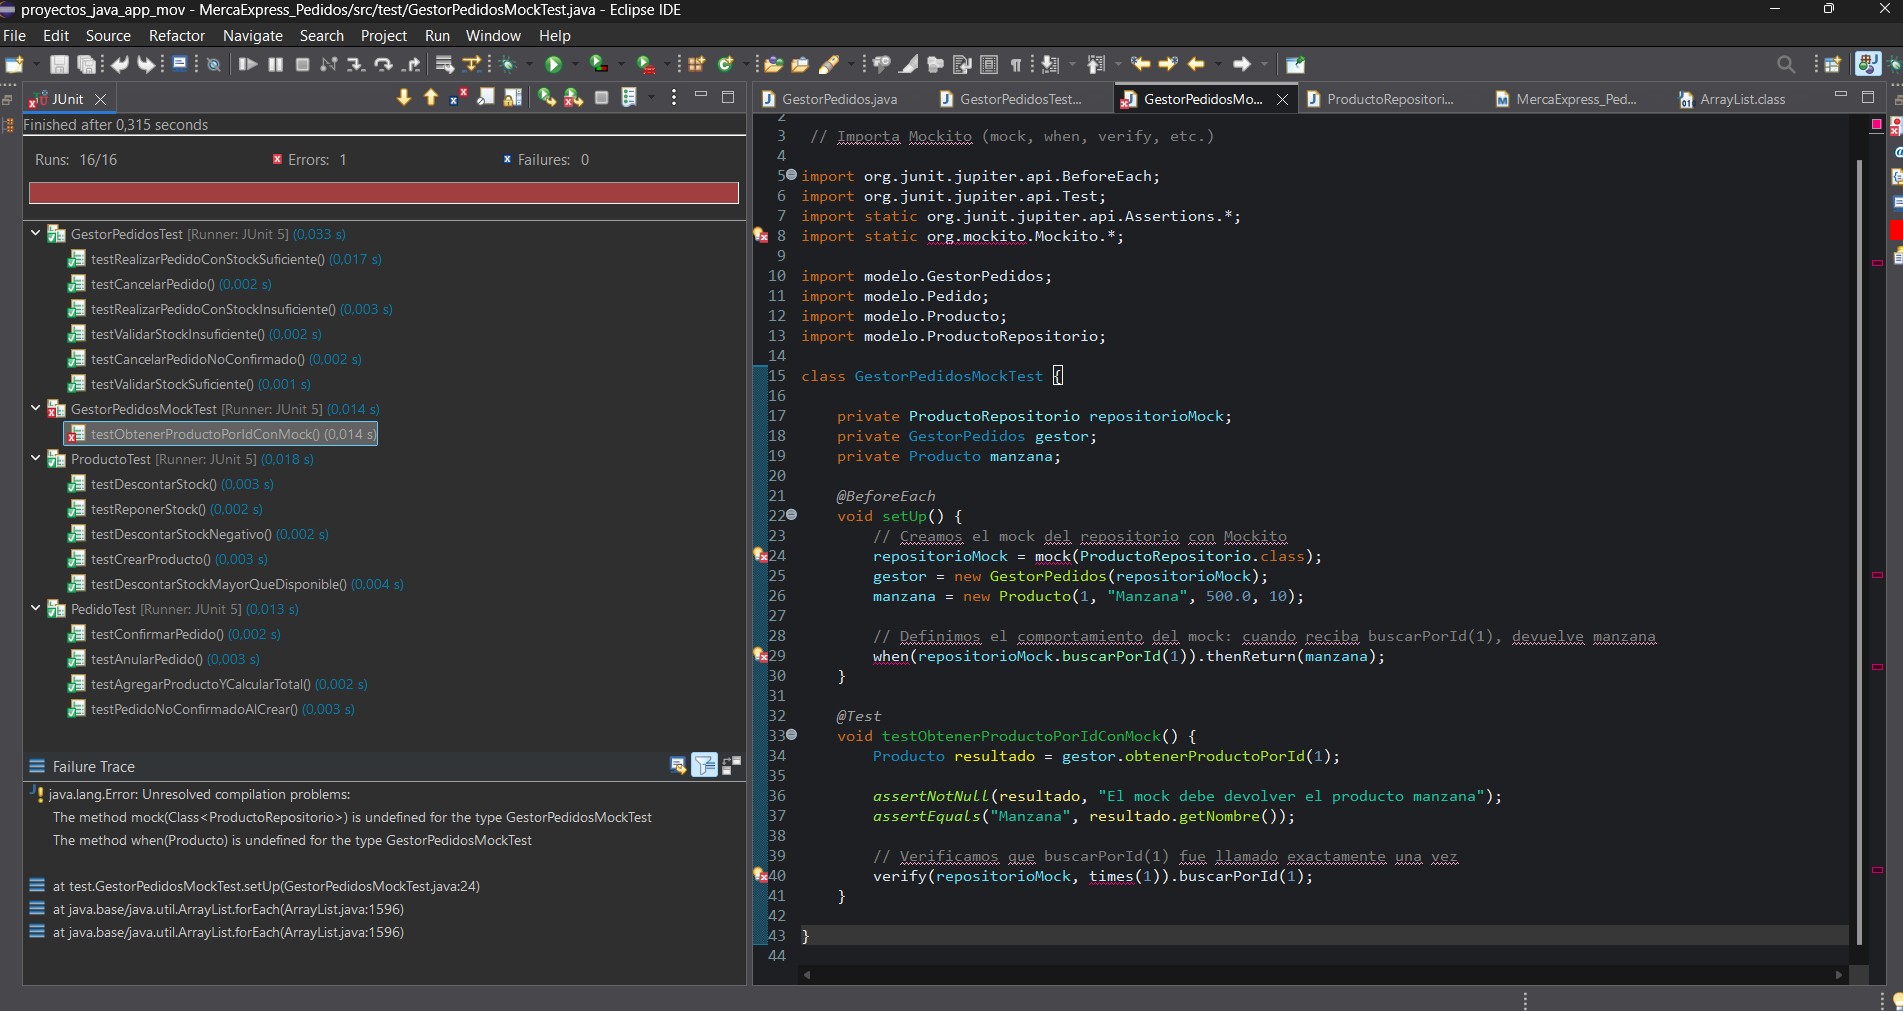 proyectos_java_app_mov - MercaExpress_Pedidos/src/test/GestorPedidosMockTest.java - Eclipse IDE
File Edit Source Refactor Navigate Search Project Run Window Help
JUnit
Finished after 0,315 seconds
Runs: 16/16 Errors: 1 Failures: 0
GestorPedidosTest [Runner: JUnit 5] (0,033 s)
testRealizarPedidoConStockSuficiente() (0,017 s)
testCancelarPedido() (0,002 s)
testRealizarPedidoConStockInsuficiente() (0,003 s)
testValidarStockInsuficiente() (0,002 s)
testCancelarPedidoNoConfirmado() (0,002 s)
testValidarStockSuficiente() (0,001 s)
GestorPedidosMockTest [Runner: JUnit 5] (0,014 s)
testObtenerProductoPorIdConMock() (0,014 s)
ProductoTest [Runner: JUnit 5] (0,018 s)
testDescontarStock() (0,003 s)
testReponerStock() (0,002 s)
testDescontarStockNegativo() (0,002 s)
testCrearProducto() (0,003 s)
testDescontarStockMayorQueDisponible() (0,004 s)
PedidoTest [Runner: JUnit 5] (0,013 s)
testConfirmarPedido() (0,002 s)
testAnularPedido() (0,003 s)
testAgregarProductoYCalcularTotal() (0,002 s)
testPedidoNoConfirmadoAlCrear() (0,003 s)
Failure Trace
java.lang.Error: Unresolved compilation problems:
The method mock(Class<ProductoRepositorio>) is undefined for the type GestorPedidosMockTest
The method when(Producto) is undefined for the type GestorPedidosMockTest
at test.GestorPedidosMockTest.setUp(GestorPedidosMockTest.java:24)
at java.base/java.util.ArrayList.forEach(ArrayList.java:1596)
at java.base/java.util.ArrayList.forEach(ArrayList.java:1596)
GestorPedidos.java GestorPedidosTest... GestorPedidosMo... ProductoRepositori... MercaExpress_Ped... ArrayList.class
2
3 // Importa Mockito (mock, when, verify, etc.)
4
5 import org.junit.jupiter.api.BeforeEach;
6 import org.junit.jupiter.api.Test;
7 import static org.junit.jupiter.api.Assertions.*;
8 import static org.mockito.Mockito.*;
9
10 import modelo.GestorPedidos;
11 import modelo.Pedido;
12 import modelo.Producto;
13 import modelo.ProductoRepositorio;
14
15 class GestorPedidosMockTest {
16
17 private ProductoRepositorio repositorioMock;
18 private GestorPedidos gestor;
19 private Producto manzana;
20
21 @BeforeEach
22 void setUp() {
23 // Creamos el mock del repositorio con Mockito
24 repositorioMock = mock(ProductoRepositorio.class);
25 gestor = new GestorPedidos(repositorioMock);
26 manzana = new Producto(1, "Manzana", 500.0, 10);
27
28 // Definimos el comportamiento del mock: cuando reciba buscarPorId(1), devuelve manzana
29 when(repositorioMock.buscarPorId(1)).thenReturn(manzana);
30 }
31
32 @Test
33 void testObtenerProductoPorIdConMock() {
34 Producto resultado = gestor.obtenerProductoPorId(1);
35
36 assertNotNull(resultado, "El mock debe devolver el producto manzana");
37 assertEquals("Manzana", resultado.getNombre());
38
39 // Verificamos que buscarPorId(1) fue llamado exactamente una vez
40 verify(repositorioMock, times(1)).buscarPorId(1);
41 }
42
43 }
44